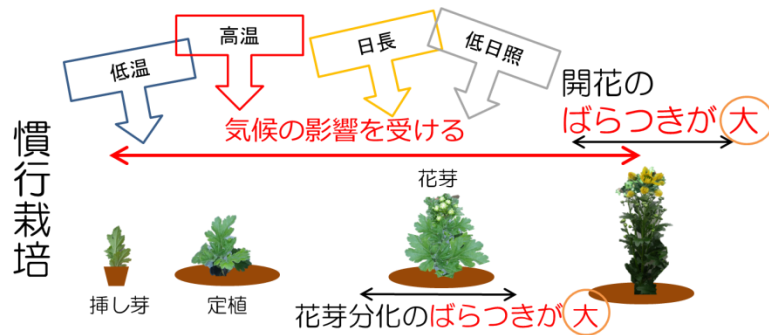 低温
高温
日長
低日照
開花の
ばらつきが大
気候の影響を受ける
慣行栽培
花芽
挿し芽
定植
花芽分化のばらつきが大